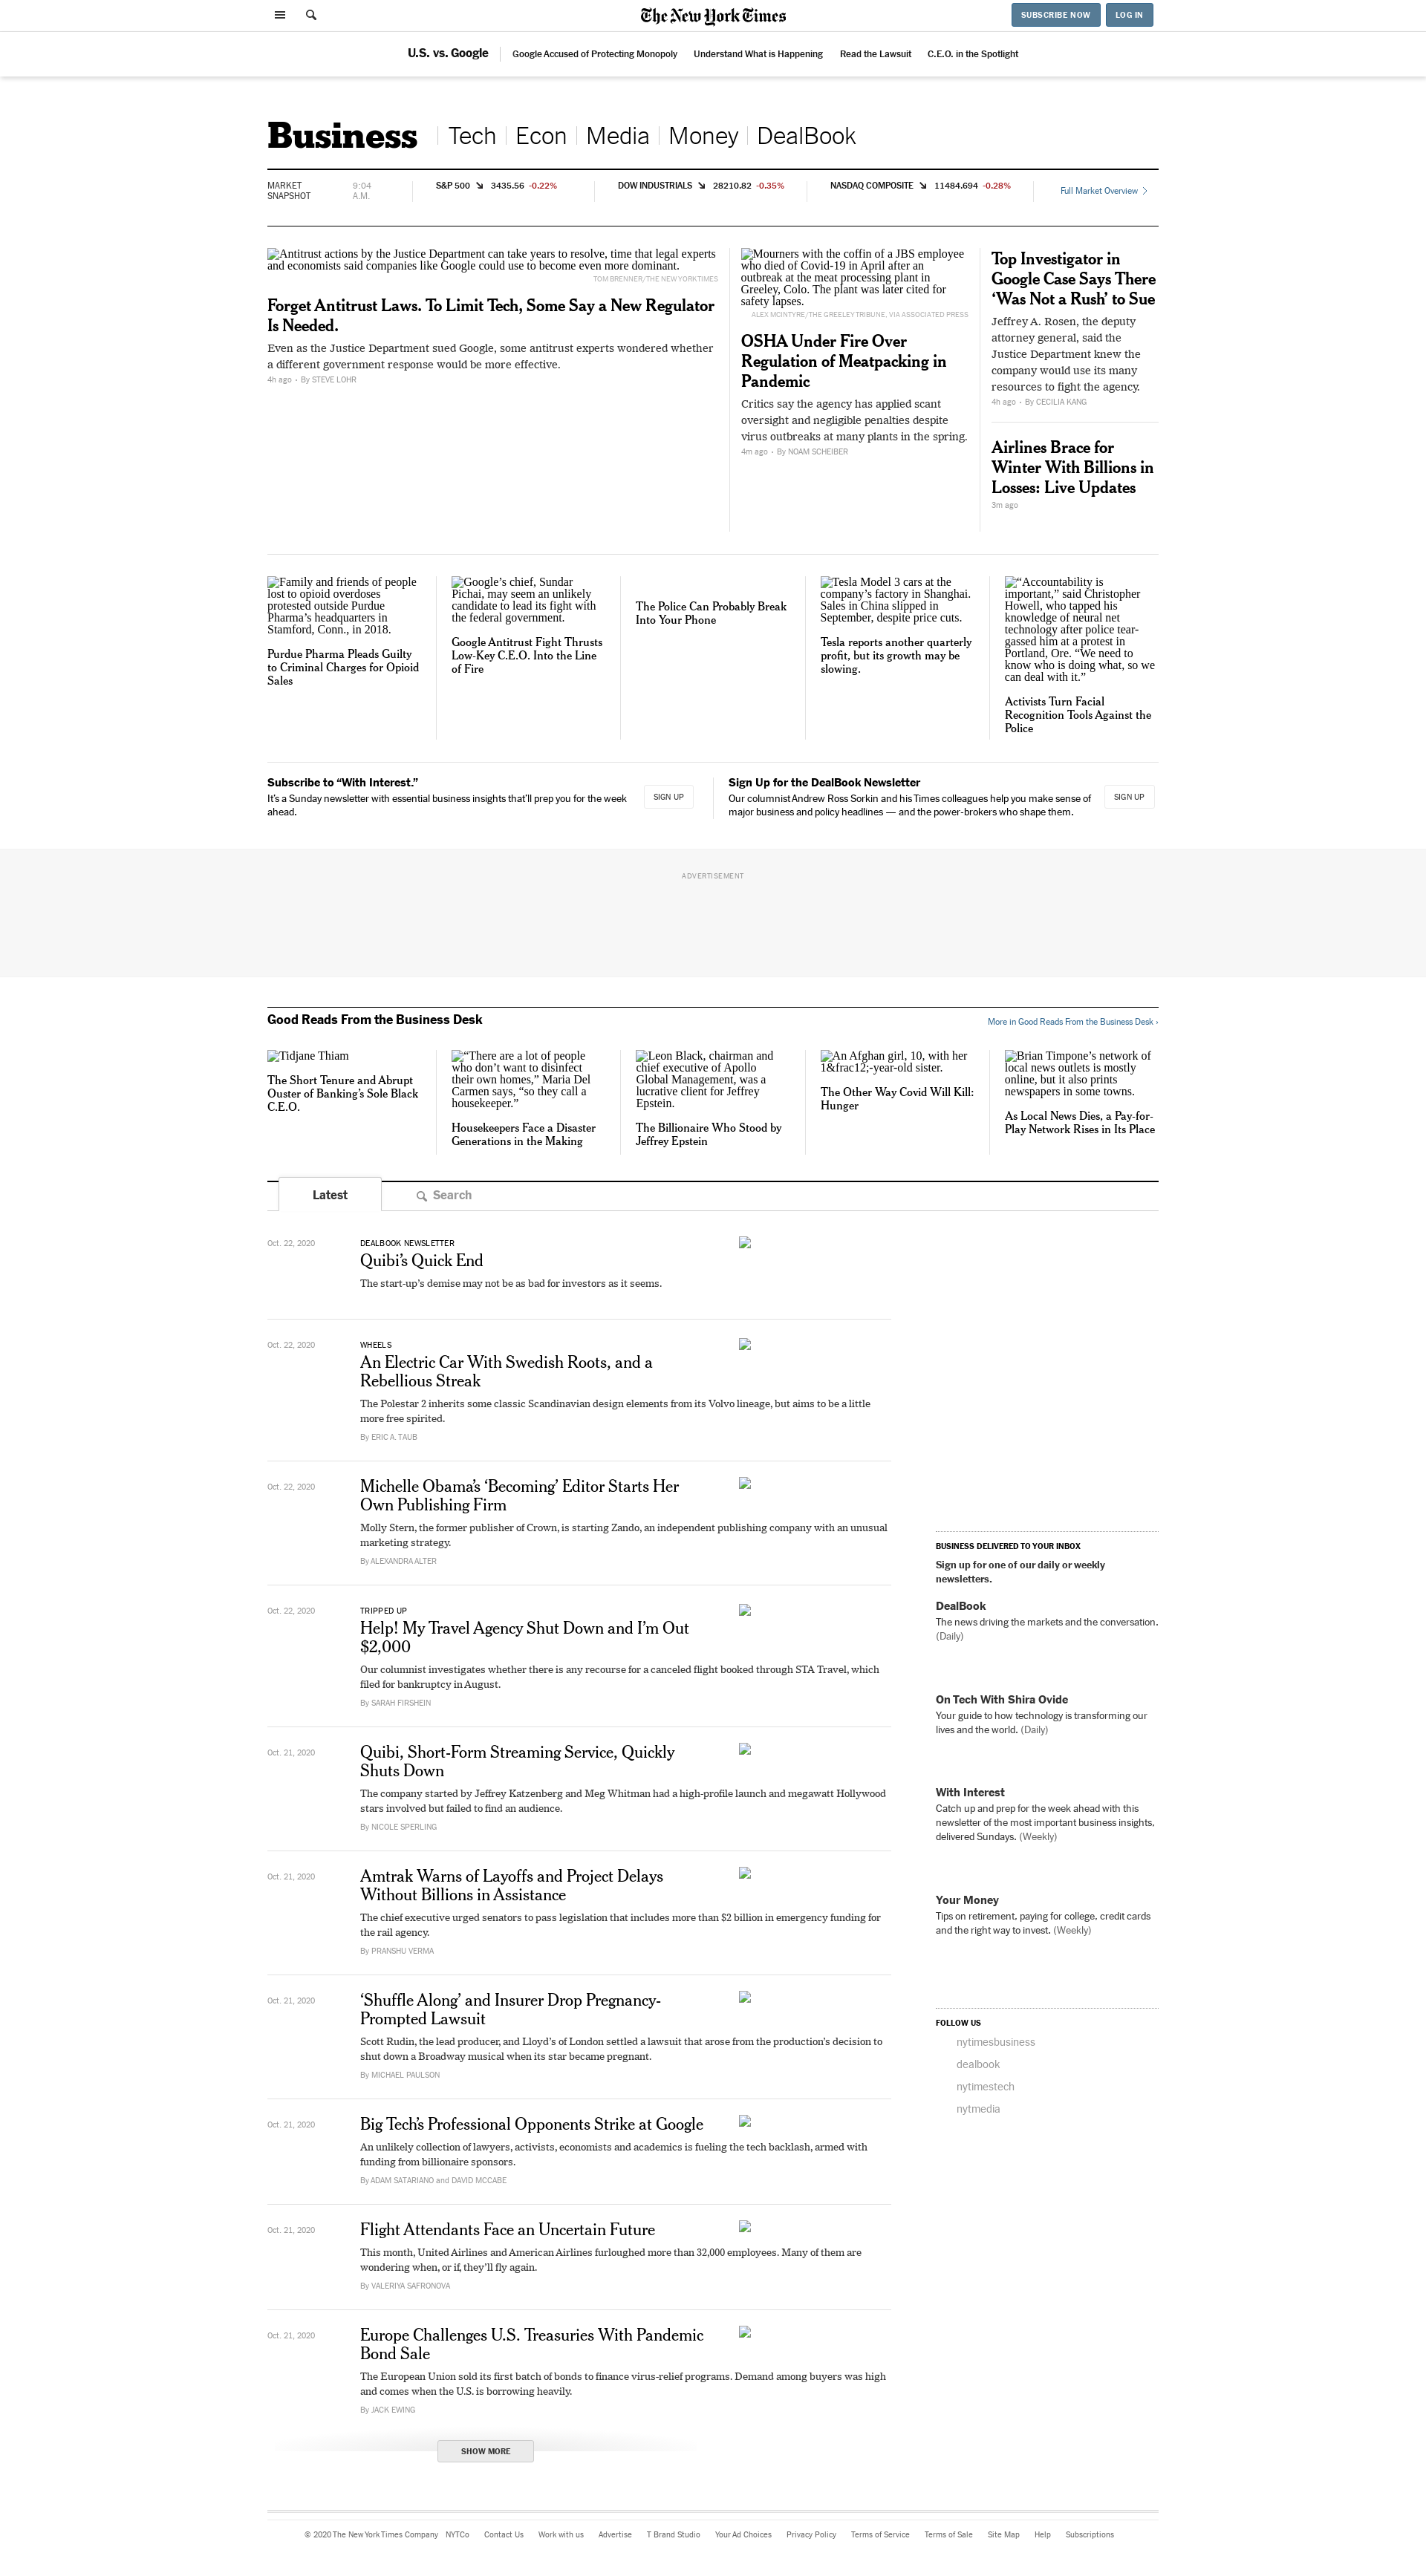 The New York Times
SUBSCRIBE NOW
LOG IN
U.S. vs. Google
Google Accused of Protecting Monopoly
Understand What is Happening
Read the Lawsuit
C.E.O. in the Spotlight
Business
Tech
Econ
Media
Money
DealBook
MARKET
SNAPSHOT
9:04
A.M.
S&P 500 3435.56 -0.22%
DOW INDUSTRIALS 28210.82 -0.35%
NASDAQ COMPOSITE 11484.694 -0.28%
Full Market Overview
Antitrust actions by the Justice Department can take years to resolve, time that legal experts
and economists said companies like Google could use to become even more dominant.
TOM BRENNER/THE NEW YORK TIMES
Forget Antitrust Laws. To Limit Tech, Some Say a New Regulator
Is Needed.
Even as the Justice Department sued Google, some antitrust experts wondered whether
a different government response would be more effective.
4h ago • By STEVE LOHR
Mourners with the coffin of a JBS employee
who died of Covid-19 in April after an
outbreak at the meat processing plant in
Greeley, Colo. The plant was later cited for
safety lapses.
ALEX MCINTYRE/THE GREELEY TRIBUNE, VIA ASSOCIATED PRESS
OSHA Under Fire Over
Regulation of Meatpacking in
Pandemic
Critics say the agency has applied scant
oversight and negligible penalties despite
virus outbreaks at many plants in the spring.
4m ago • By NOAM SCHEIBER
Top Investigator in
Google Case Says There
‘Was Not a Rush’ to Sue
Jeffrey A. Rosen, the deputy
attorney general, said the
Justice Department knew the
company would use its many
resources to fight the agency.
4h ago • By CECILIA KANG
Airlines Brace for
Winter With Billions in
Losses: Live Updates
3m ago
Family and friends of people
lost to opioid overdoses
protested outside Purdue
Pharma’s headquarters in
Stamford, Conn., in 2018.
Purdue Pharma Pleads Guilty
to Criminal Charges for Opioid
Sales
Google’s chief, Sundar
Pichai, may seem an unlikely
candidate to lead its fight with
the federal government.
Google Antitrust Fight Thrusts
Low-Key C.E.O. Into the Line
of Fire
The Police Can Probably Break
Into Your Phone
Tesla Model 3 cars at the
company’s factory in Shanghai.
Sales in China slipped in
September, despite price cuts.
Tesla reports another quarterly
profit, but its growth may be
slowing.
“Accountability is
important,” said Christopher
Howell, who tapped his
knowledge of neural net
technology after police tear-
gassed him at a protest in
Portland, Ore. “We need to
know who is doing what, so we
can deal with it.”
Activists Turn Facial
Recognition Tools Against the
Police
Subscribe to “With Interest.”
It’s a Sunday newsletter with essential business insights that’ll prep you for the week
ahead.
SIGN UP
Sign Up for the DealBook Newsletter
Our columnist Andrew Ross Sorkin and his Times colleagues help you make sense of
major business and policy headlines — and the power-brokers who shape them.
SIGN UP
ADVERTISEMENT
Good Reads From the Business Desk
More in Good Reads From the Business Desk ›
Tidjane Thiam
The Short Tenure and Abrupt
Ouster of Banking’s Sole Black
C.E.O.
“There are a lot of people
who don’t want to disinfect
their own homes,” Maria Del
Carmen says, “so they call a
housekeeper.”
Housekeepers Face a Disaster
Generations in the Making
Leon Black, chairman and
chief executive of Apollo
Global Management, was a
lucrative client for Jeffrey
Epstein.
The Billionaire Who Stood by
Jeffrey Epstein
An Afghan girl, 10, with her
1&frac12;-year-old sister.
The Other Way Covid Will Kill:
Hunger
Brian Timpone’s network of
local news outlets is mostly
online, but it also prints
newspapers in some towns.
As Local News Dies, a Pay-for-
Play Network Rises in Its Place
Latest
Search
Oct. 22, 2020
DEALBOOK NEWSLETTER
Quibi’s Quick End
The start-up’s demise may not be as bad for investors as it seems.
Oct. 22, 2020
WHEELS
An Electric Car With Swedish Roots, and a
Rebellious Streak
The Polestar 2 inherits some classic Scandinavian design elements from its Volvo lineage, but aims to be a little
more free spirited.
By ERIC A. TAUB
Oct. 22, 2020
Michelle Obama’s ‘Becoming’ Editor Starts Her
Own Publishing Firm
Molly Stern, the former publisher of Crown, is starting Zando, an independent publishing company with an unusual
marketing strategy.
By ALEXANDRA ALTER
Oct. 22, 2020
TRIPPED UP
Help! My Travel Agency Shut Down and I’m Out
$2,000
Our columnist investigates whether there is any recourse for a canceled flight booked through STA Travel, which
filed for bankruptcy in August.
By SARAH FIRSHEIN
Oct. 21, 2020
Quibi, Short-Form Streaming Service, Quickly
Shuts Down
The company started by Jeffrey Katzenberg and Meg Whitman had a high-profile launch and megawatt Hollywood
stars involved but failed to find an audience.
By NICOLE SPERLING
Oct. 21, 2020
Amtrak Warns of Layoffs and Project Delays
Without Billions in Assistance
The chief executive urged senators to pass legislation that includes more than $2 billion in emergency funding for
the rail agency.
By PRANSHU VERMA
Oct. 21, 2020
‘Shuffle Along’ and Insurer Drop Pregnancy-
Prompted Lawsuit
Scott Rudin, the lead producer, and Lloyd’s of London settled a lawsuit that arose from the production’s decision to
shut down a Broadway musical when its star became pregnant.
By MICHAEL PAULSON
Oct. 21, 2020
Big Tech’s Professional Opponents Strike at Google
An unlikely collection of lawyers, activists, economists and academics is fueling the tech backlash, armed with
funding from billionaire sponsors.
By ADAM SATARIANO and DAVID MCCABE
Oct. 21, 2020
Flight Attendants Face an Uncertain Future
This month, United Airlines and American Airlines furloughed more than 32,000 employees. Many of them are
wondering when, or if, they’ll fly again.
By VALERIYA SAFRONOVA
Oct. 21, 2020
Europe Challenges U.S. Treasuries With Pandemic
Bond Sale
The European Union sold its first batch of bonds to finance virus-relief programs. Demand among buyers was high
and comes when the U.S. is borrowing heavily.
By JACK EWING
SHOW MORE
BUSINESS DELIVERED TO YOUR INBOX
Sign up for one of our daily or weekly
newsletters.
DealBook
The news driving the markets and the conversation.
(Daily)
On Tech With Shira Ovide
Your guide to how technology is transforming our
lives and the world. (Daily)
With Interest
Catch up and prep for the week ahead with this
newsletter of the most important business insights,
delivered Sundays. (Weekly)
Your Money
Tips on retirement, paying for college, credit cards
and the right way to invest. (Weekly)
FOLLOW US
nytimesbusiness
dealbook
nytimestech
nytmedia
© 2020 The New York Times Company
NYTCo
Contact Us
Work with us
Advertise
T Brand Studio
Your Ad Choices
Privacy Policy
Terms of Service
Terms of Sale
Site Map
Help
Subscriptions